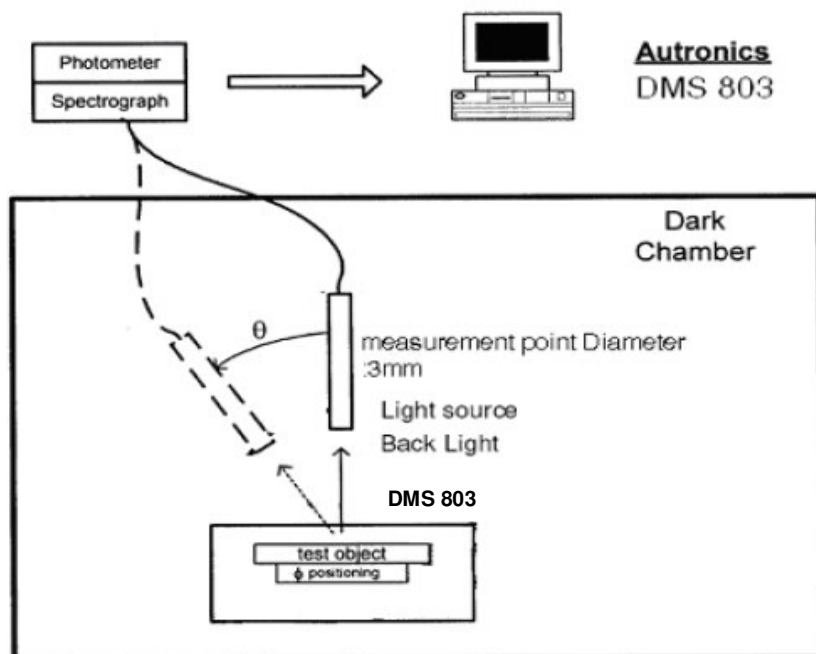 Photometer
Spectrograph
Autronics
DMS 803
Dark
Chamber
θ
measurement point Diameter
:3mm
Light source
Back Light
DMS 803
test object
ϕ positioning